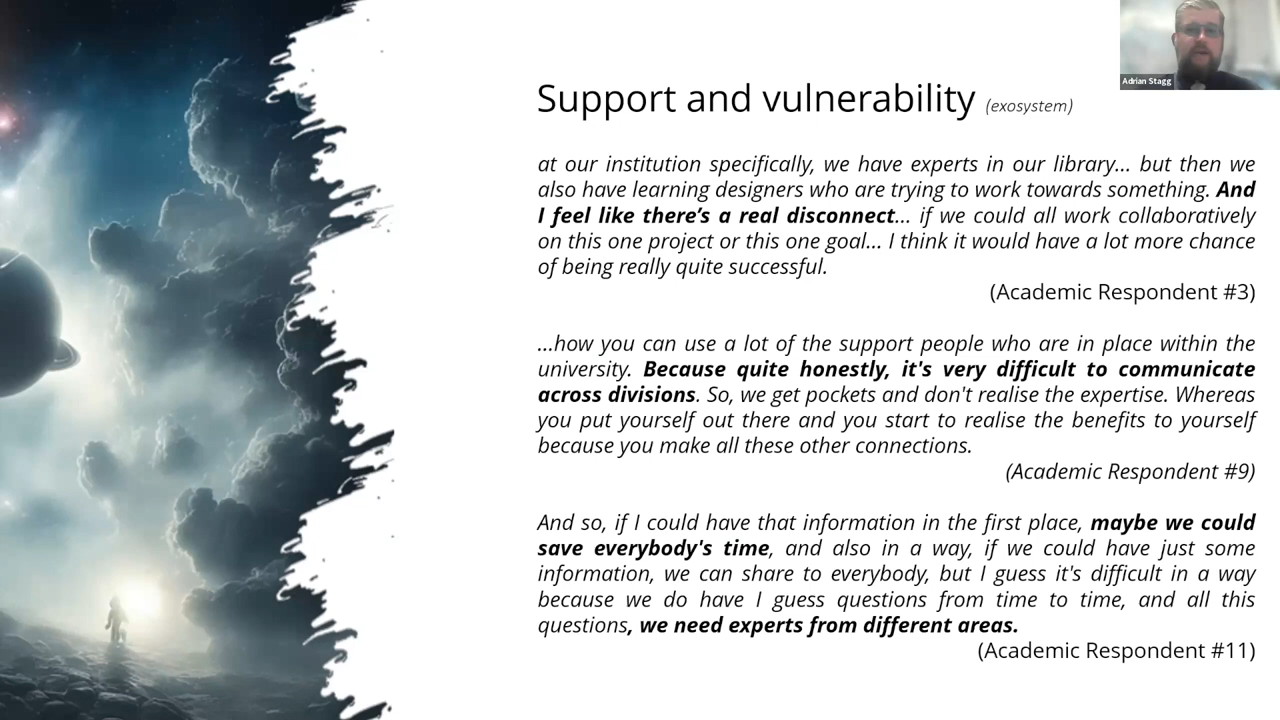 Adrian Stagg
Support and vulnerability (exosystem)
at our institution specifically, we have experts in our library... but then we
also have learning designers who are trying to work towards something. And
I feel like there’s a real disconnect... if we could all work collaboratively
on this one project or this one goal... I think it would have a lot more chance
of being really quite successful.
(Academic Respondent #3)
...how you can use a lot of the support people who are in place within the
university. Because quite honestly, it's very difficult to communicate
across divisions. So, we get pockets and don't realise the expertise. Whereas
you put yourself out there and you start to realise the benefits to yourself
because you make all these other connections.
(Academic Respondent #9)
And so, if I could have that information in the first place, maybe we could
save everybody's time, and also in a way, if we could have just some
information, we can share to everybody, but I guess it's difficult in a way
because we do have I guess questions from time to time, and all this
questions, we need experts from different areas.
(Academic Respondent #11)